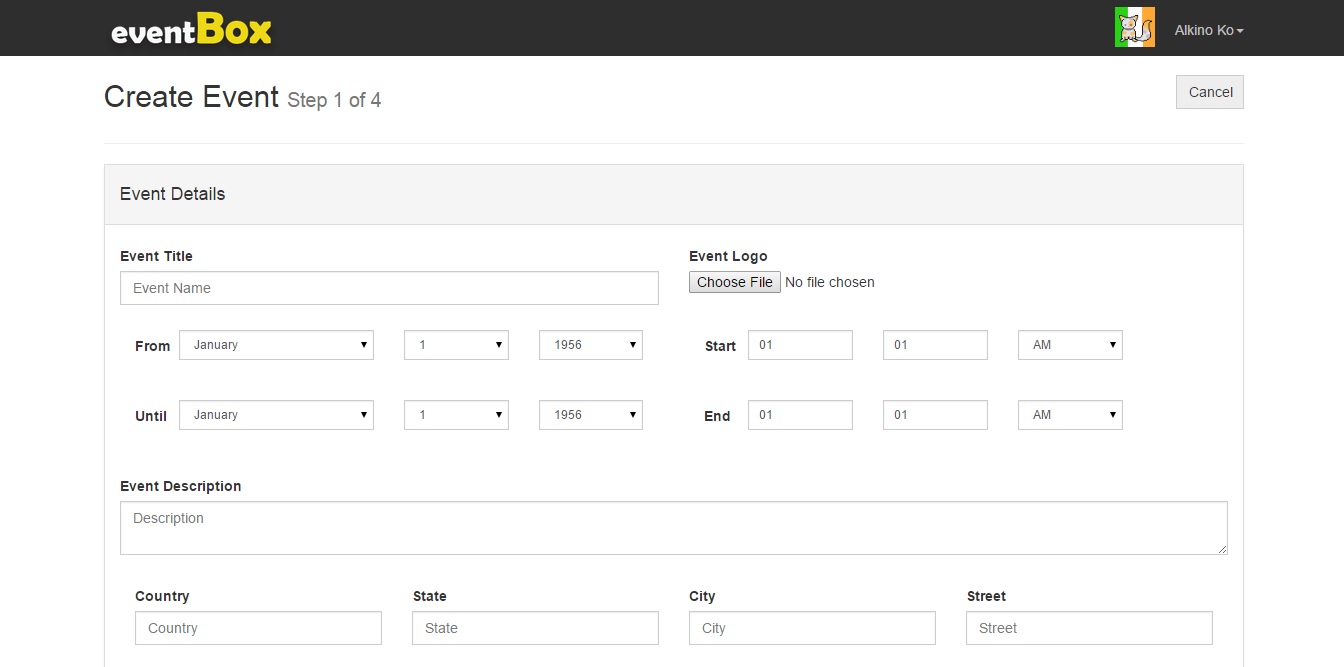 eventBox
Alkino Ko
Create Event Step 1 of 4
Cancel
Event Details
Event Title
Event Logo
Event Name
Choose File No file chosen
From January 1 1956 Start 01 01 AM
Until January 1 1956 End 01 01 AM
Event Description
Description
Country State City Street
Country State City Street